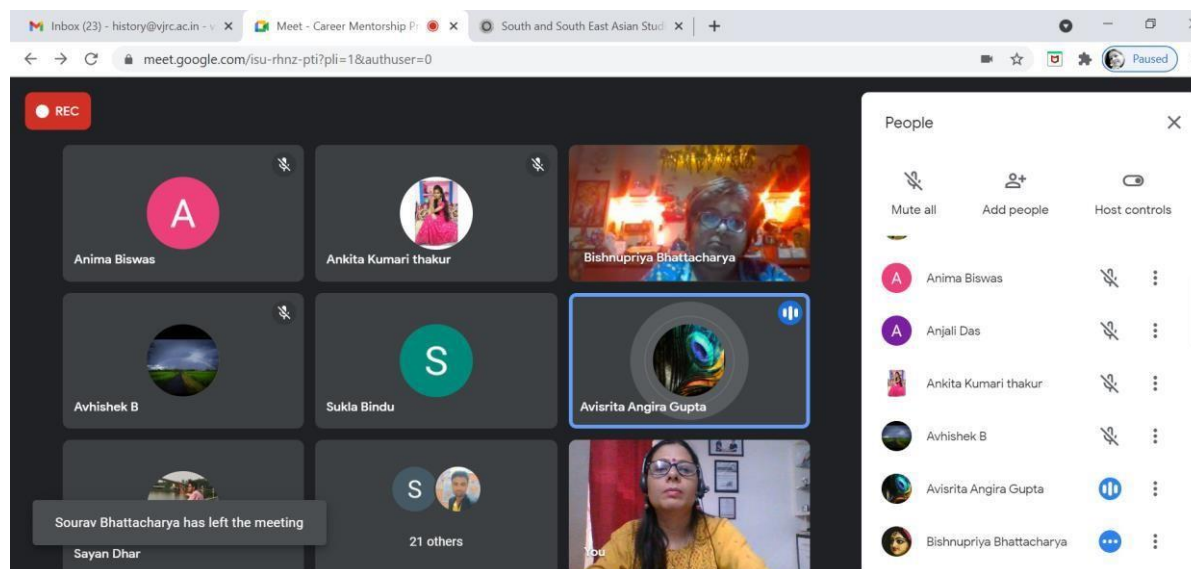 Inbox (23) - history@vjrc.ac.in - v
Meet - Career Mentorship Pr
South and South East Asian Stud
meet.google.com/isu-rhnz-pti?pli=1&authuser=0
Paused
REC
A
Anima Biswas
Ankita Kumari thakur
Bishnupriya Bhattacharya
Avhishek B
S
Sukla Bindu
Avisrita Angira Gupta
Sourav Bhattacharya has left the meeting
Sayan Dhar
S
21 others
You
People
Mute all
Add people
Host controls
A
Anima Biswas
A
Anjali Das
Ankita Kumari thakur
Avhishek B
Avisrita Angira Gupta
Bishnupriya Bhattacharya